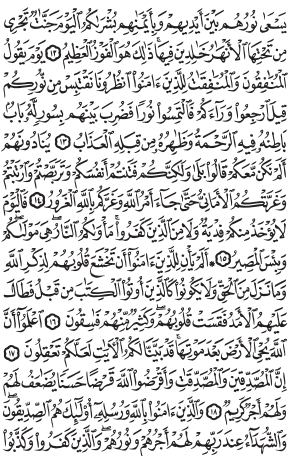 يَسْعَىٰ نُورُهُم بَيْنَ أَيْدِيهِمْ وَبِأَيْمَٰنِهِم بُشْرَىٰكُمُ ٱلْيَوْمَ جَنَّٰتٌ تَجْرِى
مِن تَحْتِهَا ٱلْأَنْهَٰرُ خَٰلِدِينَ فِيهَا ۚ ذَٰلِكَ هُوَ ٱلْفَوْزُ ٱلْعَظِيمُ ١٢ يَوْمَ يَقُولُ
ٱلْمُنَٰفِقُونَ وَٱلْمُنَٰفِقَٰتُ لِلَّذِينَ ءَامَنُوا۟ ٱنظُرُونَا نَقْتَبِسْ مِن نُّورِكُمْ
قِيلَ ٱرْجِعُوا۟ وَرَآءَكُمْ فَٱلْتَمِسُوا۟ نُورًا فَضُرِبَ بَيْنَهُم بِسُورٍ لَّهُۥ بَابٌۢ
بَاطِنُهُۥ فِيهِ ٱلرَّحْمَةُ وَظَٰهِرُهُۥ مِن قِبَلِهِ ٱلْعَذَابُ ١٣ يُنَادُونَهُمْ
أَلَمْ نَكُن مَّعَكُمْ ۖ قَالُوا۟ بَلَىٰ وَلَٰكِنَّكُمْ فَتَنتُمْ أَنفُسَكُمْ وَتَرَبَّصْتُمْ وَٱرْتَبْتُمْ
وَغَرَّتْكُمُ ٱلْأَمَانِىُّ حَتَّىٰ جَآءَ أَمْرُ ٱللَّهِ وَغَرَّكُم بِٱللَّهِ ٱلْغَرُورُ ١٤ فَٱلْيَوْمَ
لَا يُؤْخَذُ مِنكُمْ فِدْيَةٌ وَلَا مِنَ ٱلَّذِينَ كَفَرُوا۟ ۚ مَأْوَىٰكُمُ ٱلنَّارُ ۖ هِىَ مَوْلَىٰكُمْ ۖ
وَبِئْسَ ٱلْمَصِيرُ ١٥ أَلَمْ يَأْنِ لِلَّذِينَ ءَامَنُوٓا۟ أَن تَخْشَعَ قُلُوبُهُمْ لِذِكْرِ ٱللَّهِ
وَمَا نَزَلَ مِنَ ٱلْحَقِّ وَلَا يَكُونُوا۟ كَٱلَّذِينَ أُوتُوا۟ ٱلْكِتَٰبَ مِن قَبْلُ فَطَالَ
عَلَيْهِمُ ٱلْأَمَدُ فَقَسَتْ قُلُوبُهُمْ ۖ وَكَثِيرٌ مِّنْهُمْ فَٰسِقُونَ ١٦ ٱعْلَمُوٓا۟ أَنَّ
ٱللَّهَ يُحْىِ ٱلْأَرْضَ بَعْدَ مَوْتِهَا ۚ قَدْ بَيَّنَّا لَكُمُ ٱلْءَايَٰتِ لَعَلَّكُمْ تَعْقِلُونَ ١٧
إِنَّ ٱلْمُصَّدِّقِينَ وَٱلْمُصَّدِّقَٰتِ وَأَقْرَضُوا۟ ٱللَّهَ قَرْضًا حَسَنًا يُضَٰعَفُ لَهُمْ
وَلَهُمْ أَجْرٌ كَرِيمٌ ١٨ وَٱلَّذِينَ ءَامَنُوا۟ بِٱللَّهِ وَرُسُلِهِۦٓ أُو۟لَٰٓئِكَ هُمُ ٱلصِّدِّيقُونَ ۖ
وَٱلشُّهَدَآءُ عِندَ رَبِّهِمْ لَهُمْ أَجْرُهُمْ وَنُورُهُمْ ۖ وَٱلَّذِينَ كَفَرُوا۟ وَكَذَّبُوا۟